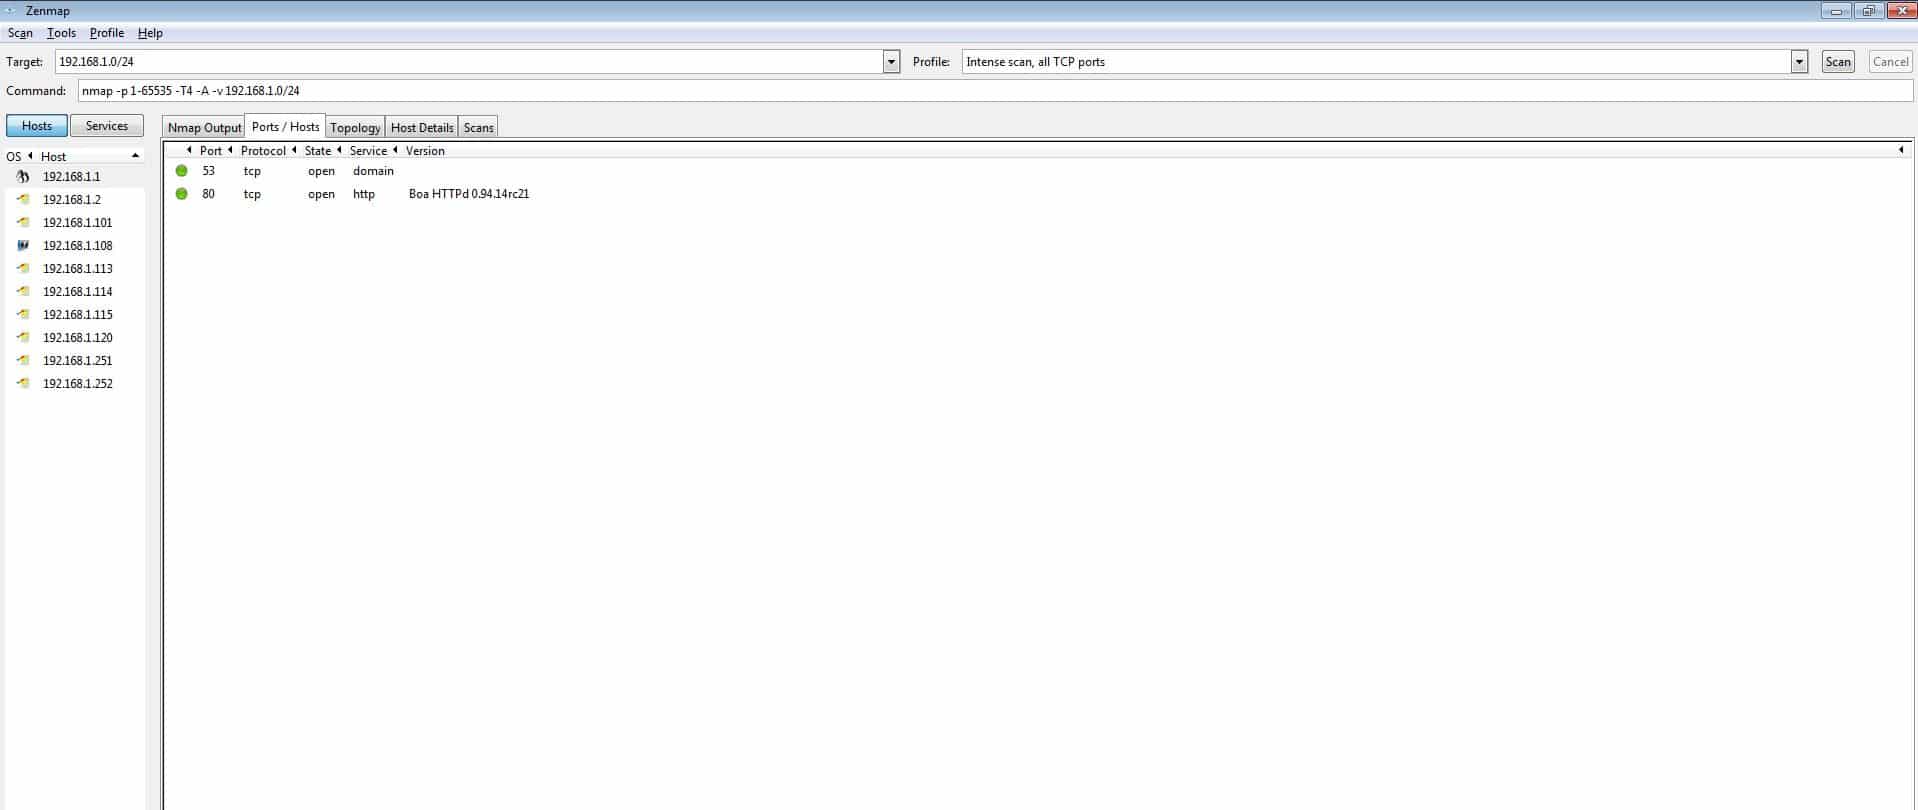 Zenmap
Scan Tools Profile Help
Target: 192.168.1.0/24 Profile: Intense scan, all TCP ports Scan Cancel
Command: nmap -p 1-65535 -T4 -A -v 192.168.1.0/24
Hosts Services Nmap Output Ports / Hosts Topology Host Details Scans
OS Host Port Protocol State Service Version
192.168.1.1 53 tcp open domain
192.168.1.2 80 tcp open http Boa HTTPd 0.94.14rc21
192.168.1.101
192.168.1.108
192.168.1.113
192.168.1.114
192.168.1.115
192.168.1.120
192.168.1.251
192.168.1.252